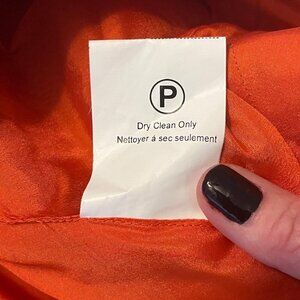 P
Dry Clean Only
Nettoyer à sec seulement